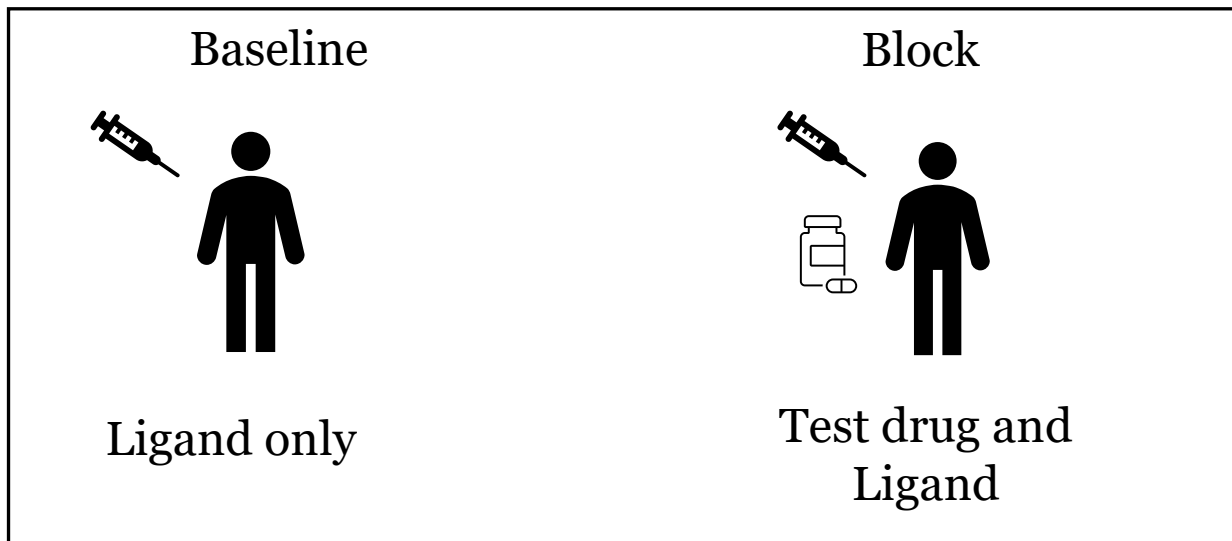 Baseline
Block
Ligand only
Test drug and
Ligand